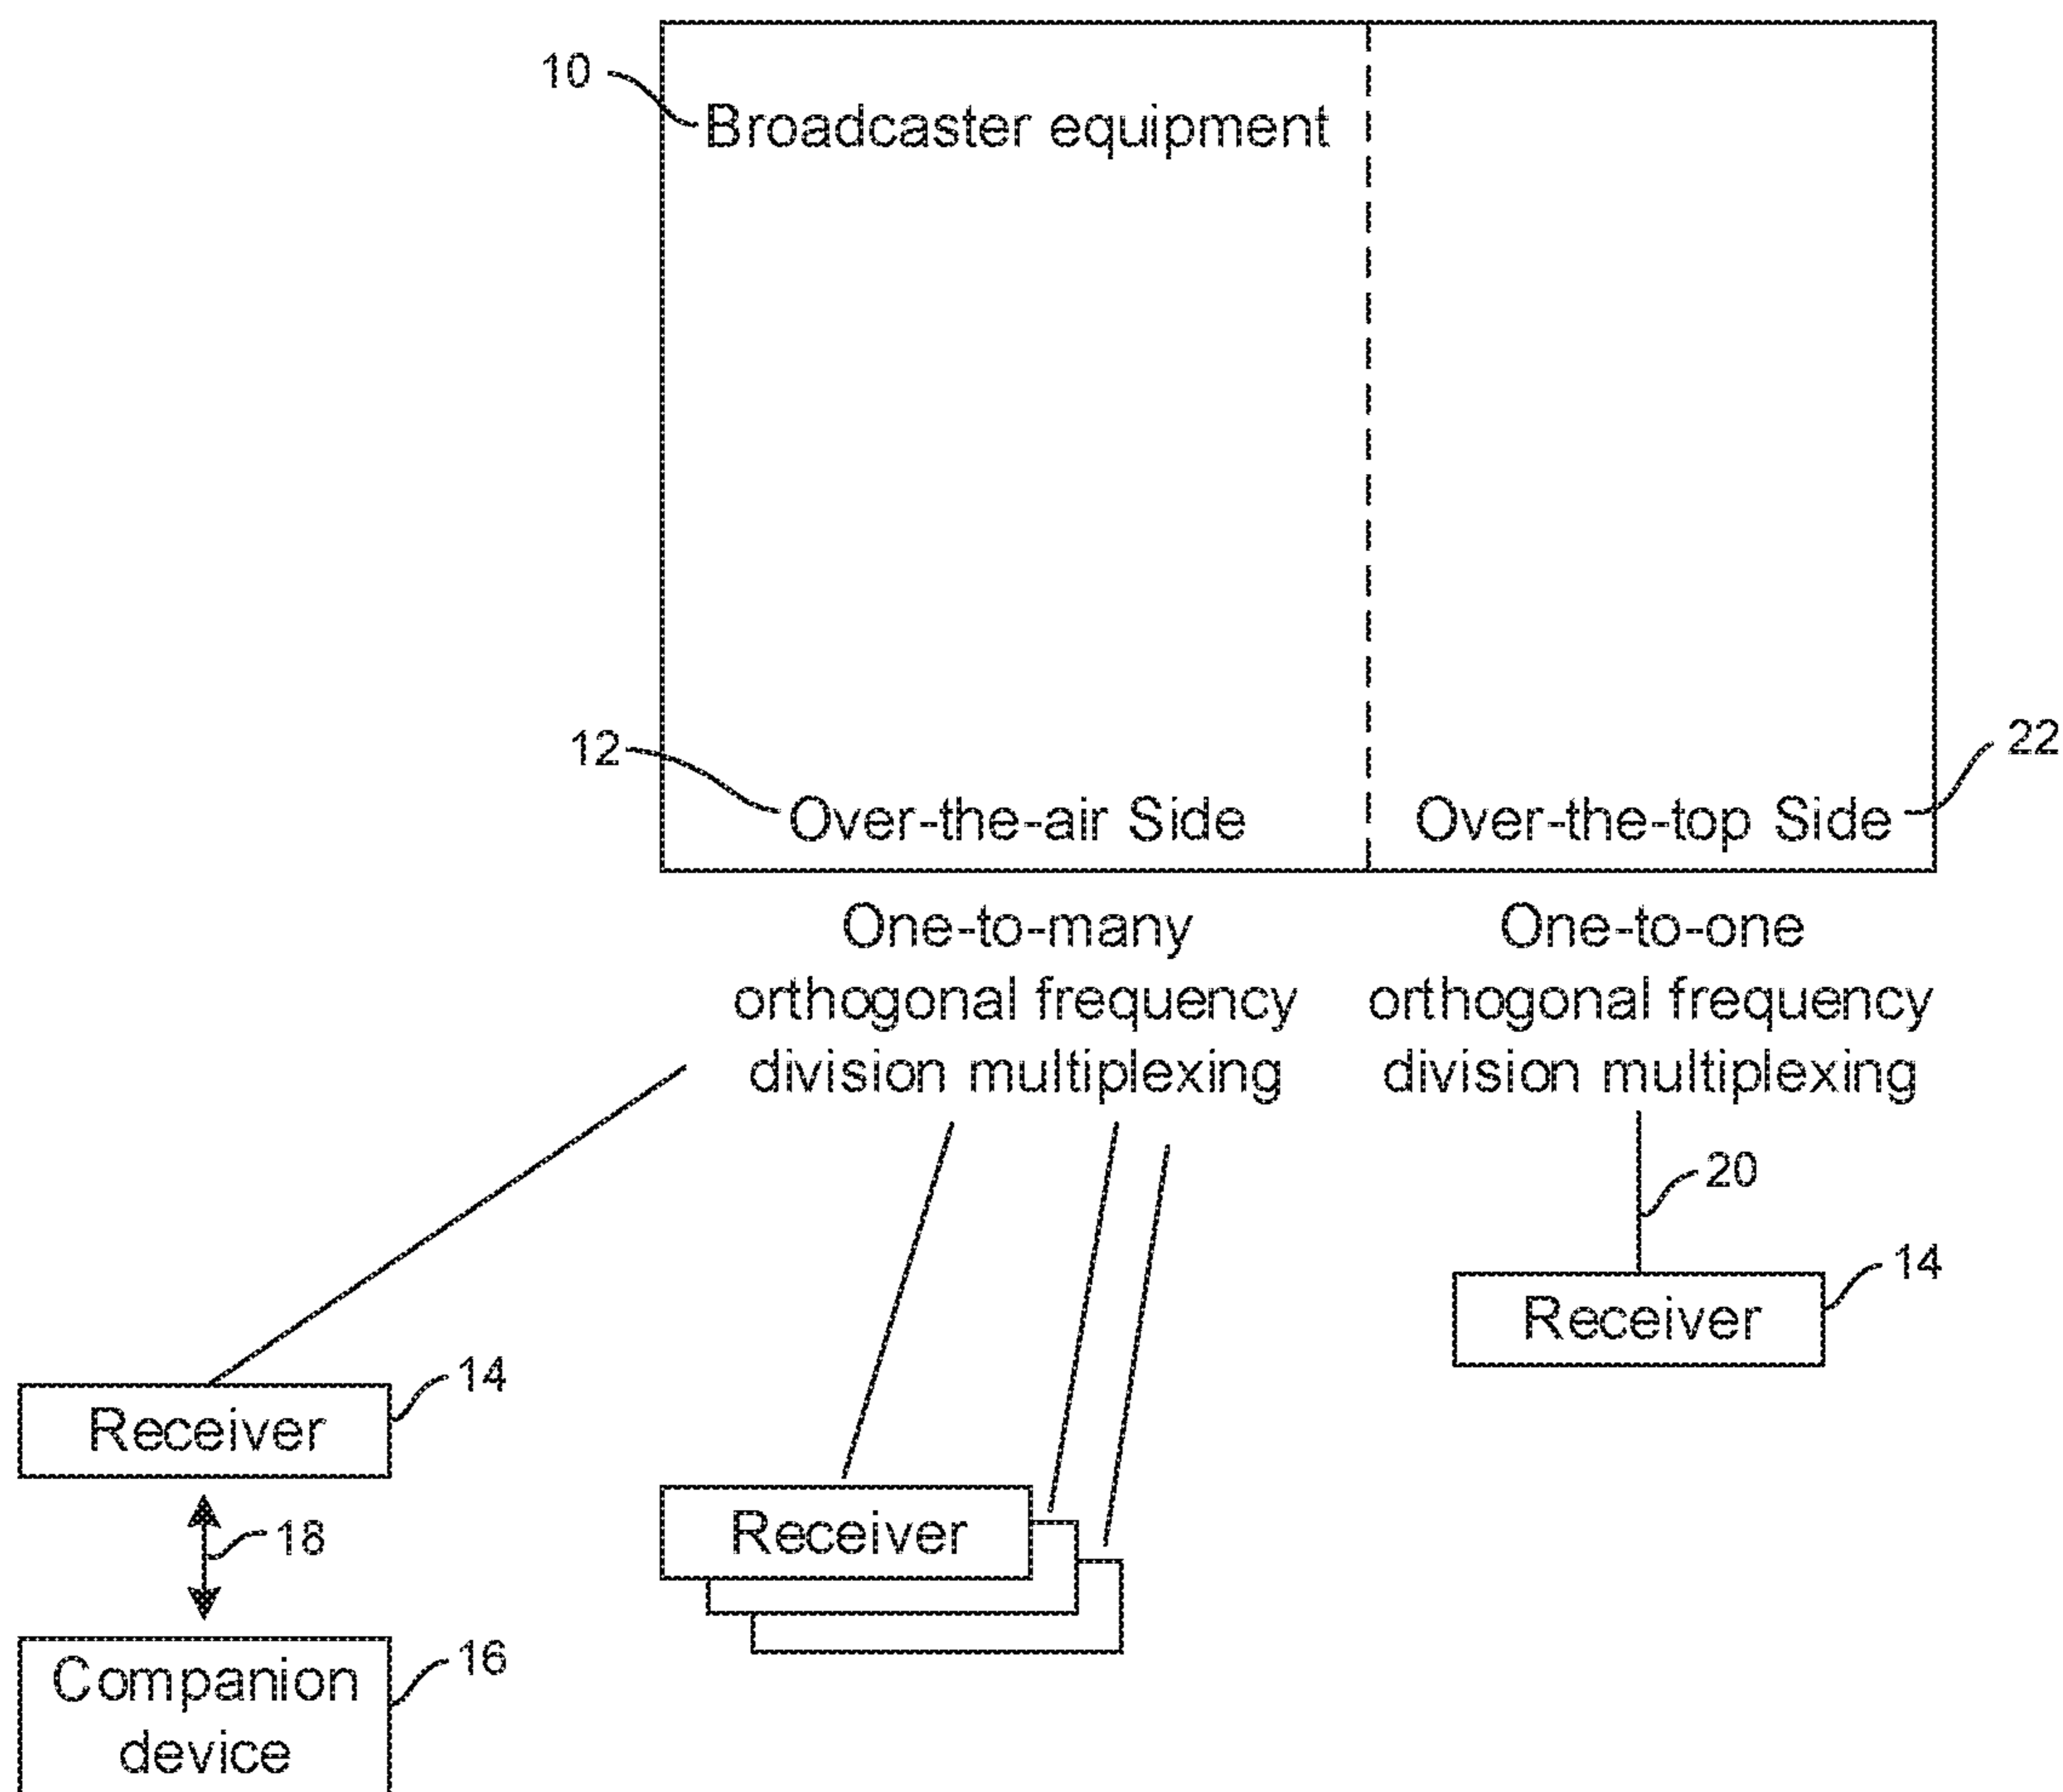 10
Broadcaster equipment
12
22
Over-the-air Side
Over-the-top Side
One-to-many
orthogonal frequency
division multiplexing
One-to-one
orthogonal frequency
division multiplexing
20
14
Receiver
14
Receiver
18
Receiver
16
Companion
device